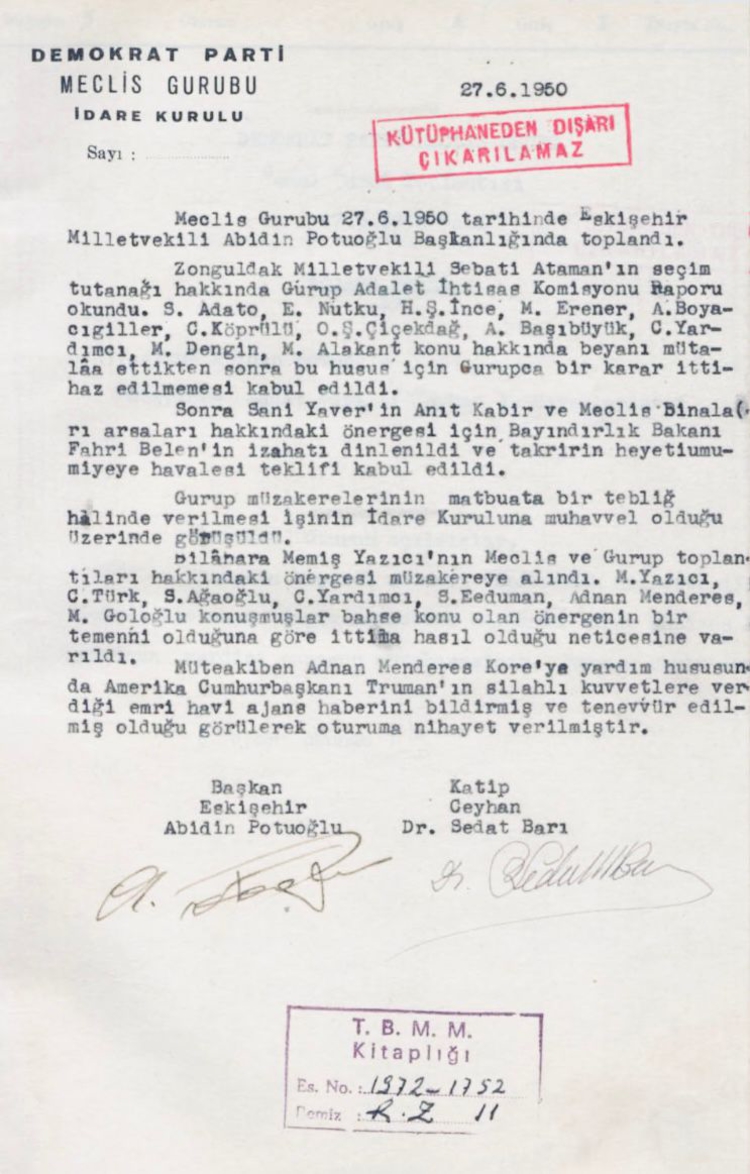 DEMOKRAT PARTİ
MECLİS GURUBU
İDARE KURULU
Sayı :
27.6.1950
KÜTÜPHANEDEN DIŞARI
ÇIKARILAMAZ
Meclis Gurubu 27.6.1950 tarihinde Eskişehir
Milletvekili Abidin Potuoğlu Başkanlığında toplandı.
Zonguldak Milletvekili Sebati Ataman'ın seçim
tutanağı hakkında Gurup Adalet İhtisas Komisyonu Raporu
okundu. S. Adato, E. Nutku, H.Ş.İnce, M. Erener, A.Boya-
cıgiller, C.Köprülü, O.Ş.Çiçekdağ, A. Başıbüyük, C.Yar-
dımcı, M. Dengin, M. Alakant konu hakkında beyanı müta-
lâa ettikten sonra bu husus için Gurupca bir karar itti-
haz edilmemesi kabul edildi.
Sonra Sani Yaver'in Anıt Kabir ve Meclis Binala(
rı arsaları hakkındaki önergesi için Bayındırlık Bakanı
Fahri Belen'in izahatı dinlenildi ve takririn heyetiumu-
miyeye havalesi teklifi kabul edildi.
Gurup müzakerelerinin matbuata bir tebliğ
hâlinde verilmesi işinin İdare Kuruluna muhavvel olduğu
üzerinde görüşüldü.
Bilâhara Memiş Yazıcı'nın Meclis ve Gurup toplan-
tıları hakkındaki önergesi müzakereye alındı. M.Yazıcı,
C.Türk, S.Ağaoğlu, C.Yardımcı, S.Eeduman, Adnan Menderes,
M. Goloğlu konuşmuşlar bahse konu olan önergenin bir
temenni olduğuna göre ittıla hasıl olduğu neticesine va-
rıldı.
Müteakiben Adnan Menderes Kore'ye yardım hususun-
da Amerika Cumhurbaşkanı Truman'ın silahlı kuvvetlere ver
diği emri havi ajans haberini bildirmiş ve tenevvür edil-
miş olduğu görülerek oturuma nihayet verilmiştir.
Başkan
Eskişehir
Abidin Potuoğlu
Katip
Ceyhan
Dr. Sedat Barı
T. B. M. M.
Kitaplığı
Es. No. : 1972-1752
Remiz : R.Z 11